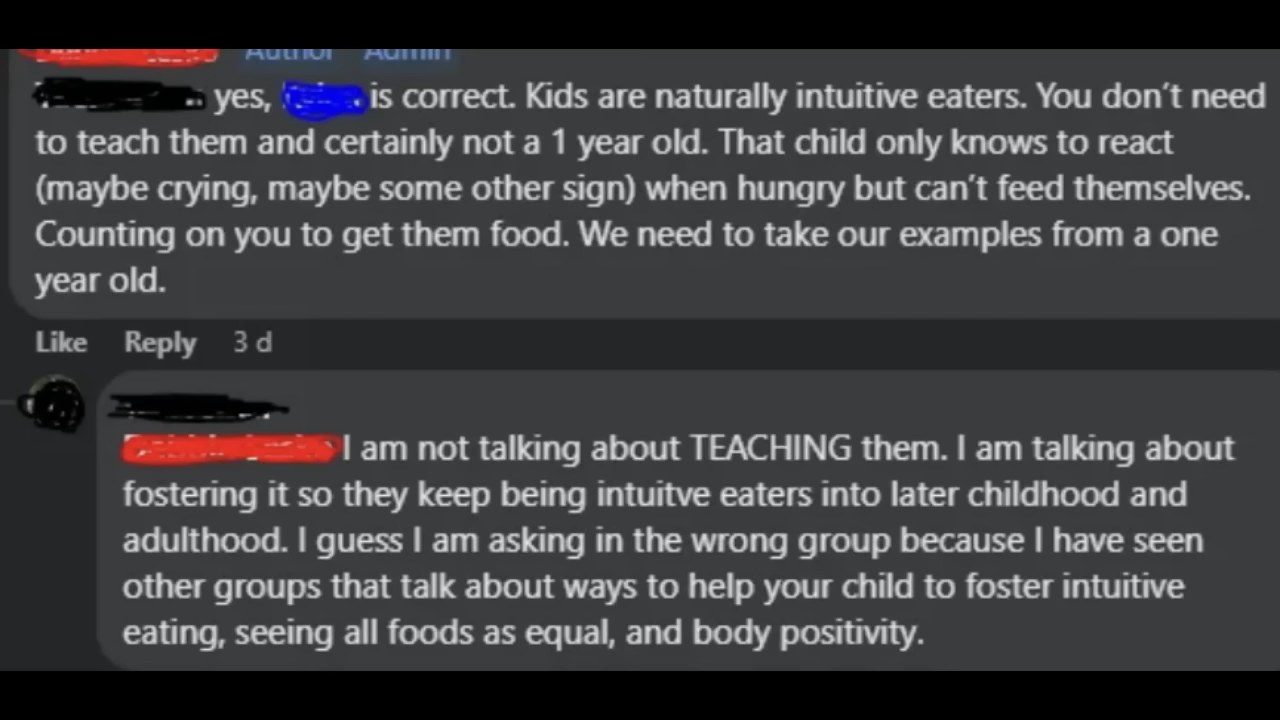 Author Admin
yes, is correct. Kids are naturally intuitive eaters. You don’t need
to teach them and certainly not a 1 year old. That child only knows to react
(maybe crying, maybe some other sign) when hungry but can’t feed themselves.
Counting on you to get them food. We need to take our examples from a one
year old.
Like Reply 3 d
I am not talking about TEACHING them. I am talking about
fostering it so they keep being intuitve eaters into later childhood and
adulthood. I guess I am asking in the wrong group because I have seen
other groups that talk about ways to help your child to foster intuitive
eating, seeing all foods as equal, and body positivity.